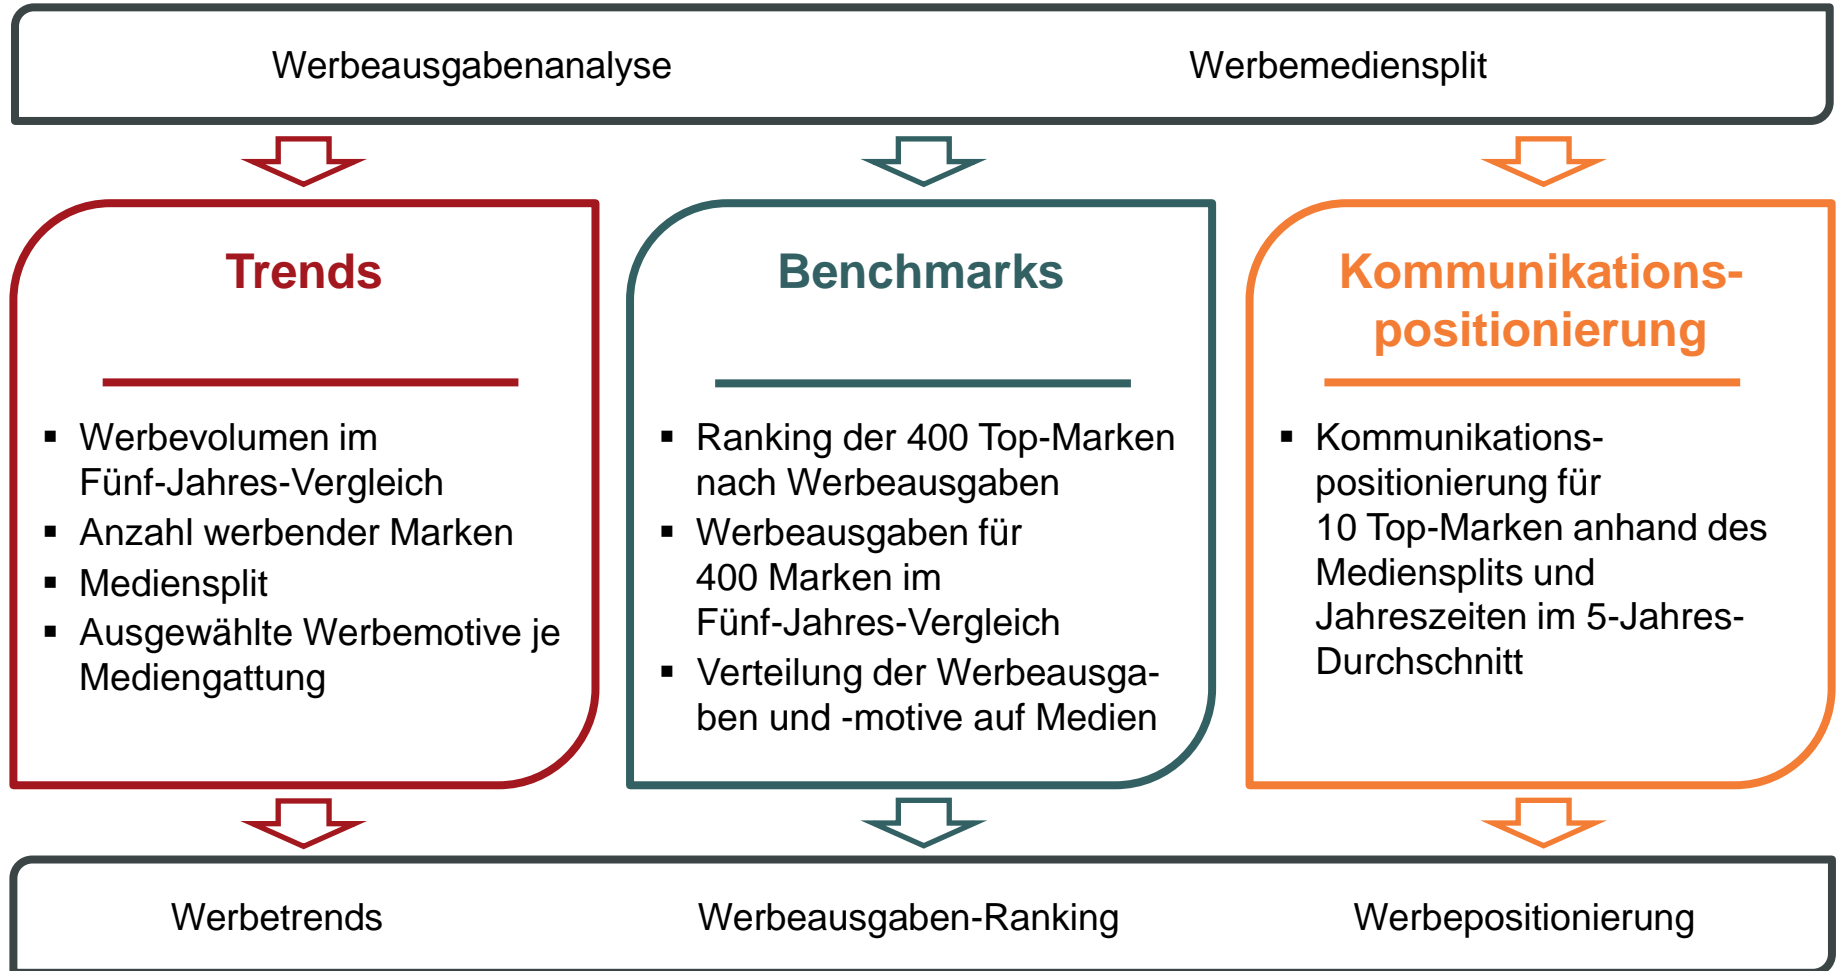 Werbeausgabenanalyse
Werbemediensplit
Trends
▪ Werbevolumen im
Fünf-Jahres-Vergleich
▪ Anzahl werbender Marken
▪ Mediensplit
▪ Ausgewählte Werbemotive je
Mediengattung
Benchmarks
▪ Ranking der 400 Top-Marken
nach Werbeausgaben
▪ Werbeausgaben für
400 Marken im
Fünf-Jahres-Vergleich
▪ Verteilung der Werbeausga-
ben und -motive auf Medien
Kommunikations-
positionierung
▪ Kommunikations-
positionierung für
10 Top-Marken anhand des
Mediensplits und
Jahreszeiten im 5-Jahres-
Durchschnitt
Werbetrends
Werbeausgaben-Ranking
Werbepositionierung